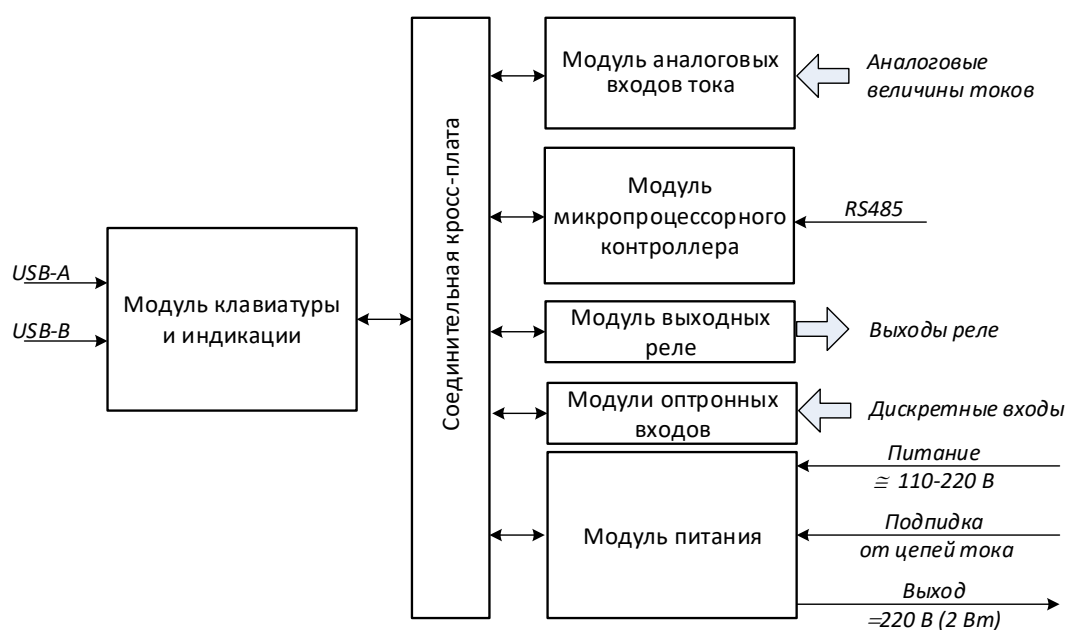 Модуль аналоговых
входов тока
Аналоговые
величины токов
Соединительная кросс-плата
Модуль
микропроцессорного
контроллера
RS485
USB-A
USB-B
Модуль клавиатуры
и индикации
Модуль выходных
реле
Выходы реле
Модули оптронных
входов
Дискретные входы
Модуль питания
Питание
≅ 110-220 В
Подпидка
от цепей тока
Выход
=220 В (2 Вт)